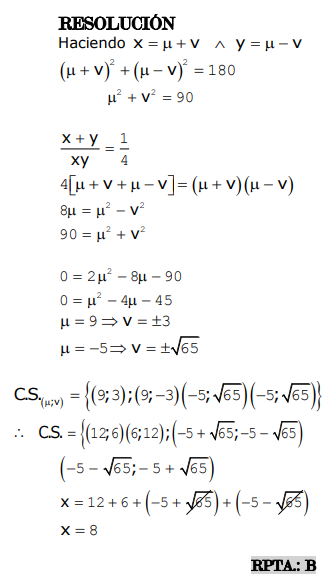 RESOLUCIÓN
Haciendo x = μ + v ∧ y = μ − v
(μ + v)² + (μ − v)² = 180
μ² + v² = 90
(x + y)/(xy) = 1/4
4[μ + v + μ − v] = (μ + v)(μ − v)
8μ = μ² − v²
90 = μ² + v²
0 = 2μ² − 8μ − 90
0 = μ² − 4μ − 45
μ = 9 ⇒ v = ±3
μ = −5 ⇒ v = ±√65
C.S.(μ;v) = {(9;3);(9;−3)(−5;√65)(−5;√65)}
∴ C.S. = {(12;6)(6;12);(−5 + √65;−5 − √65)
(−5 − √65;−5 + √65)
x = 12 + 6 + (−5 + √65) + (−5 − √65)
x = 8
RPTA.: B